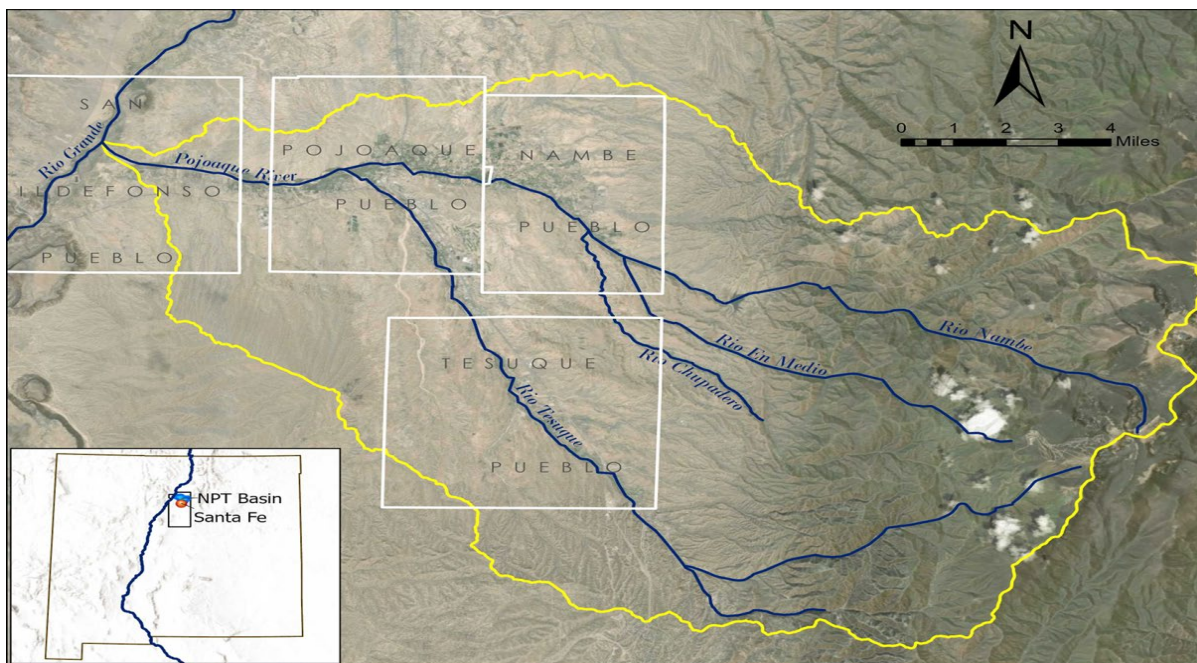 N
0 1 2 3 4
Miles
SAN
ILDEFONSO
PUEBLO
Rio Grande
Pojoaque River
POJOAQUE
PUEBLO
NAMBE
PUEBLO
TESUQUE
PUEBLO
Rio Tesuque
Rio Chupadero
Rio En Medio
Rio Nambe
NPT Basin
Santa Fe